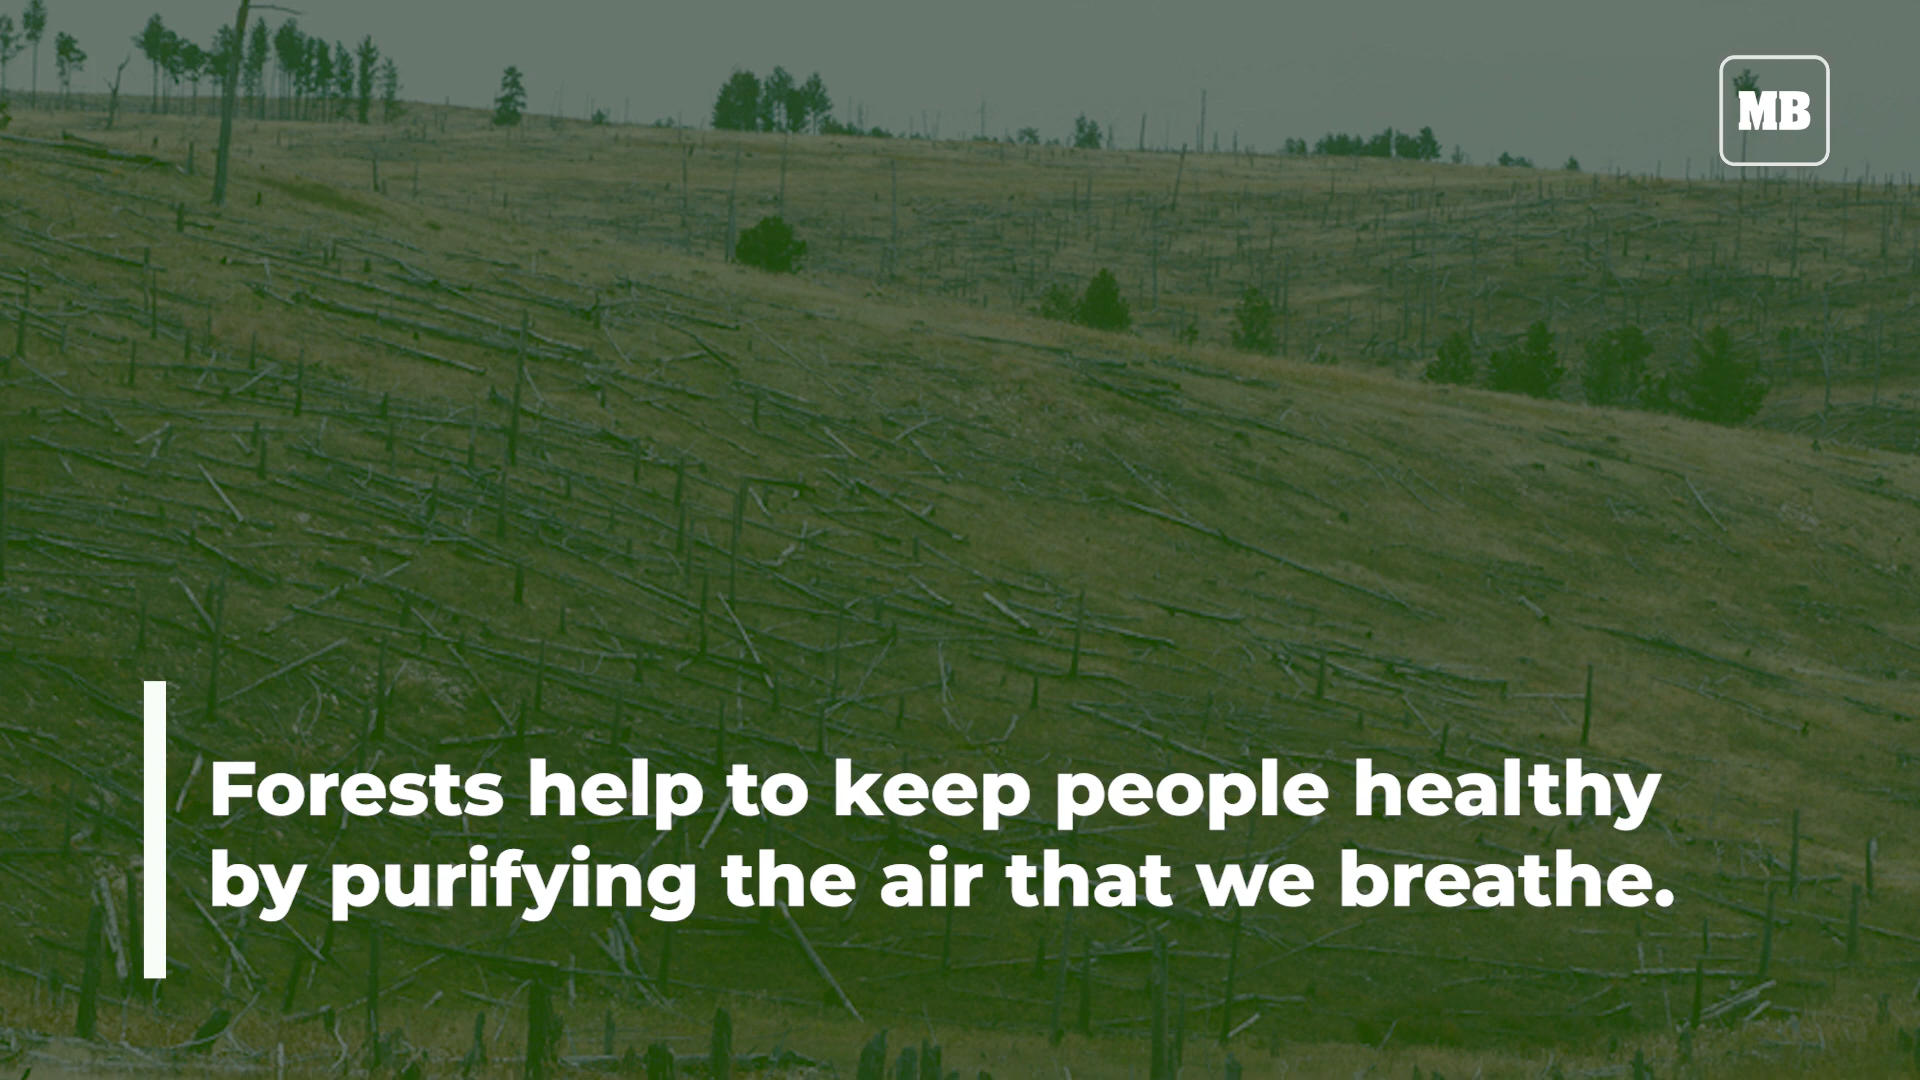 MB
Forests help to keep people healthy
by purifying the air that we breathe.